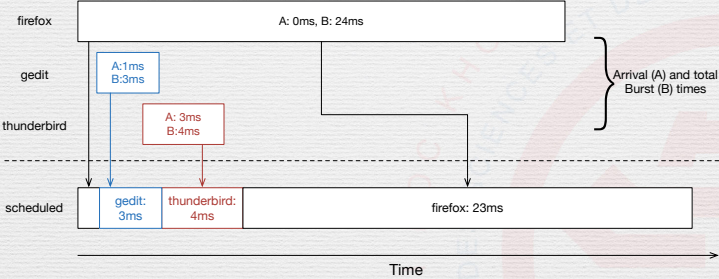 firefox
A: 0ms, B: 24ms
gedit
A:1ms
B:3ms
Arrival (A) and total
Burst (B) times
thunderbird
A: 3ms
B:4ms
scheduled
gedit:
3ms
thunderbird:
4ms
firefox: 23ms
Time